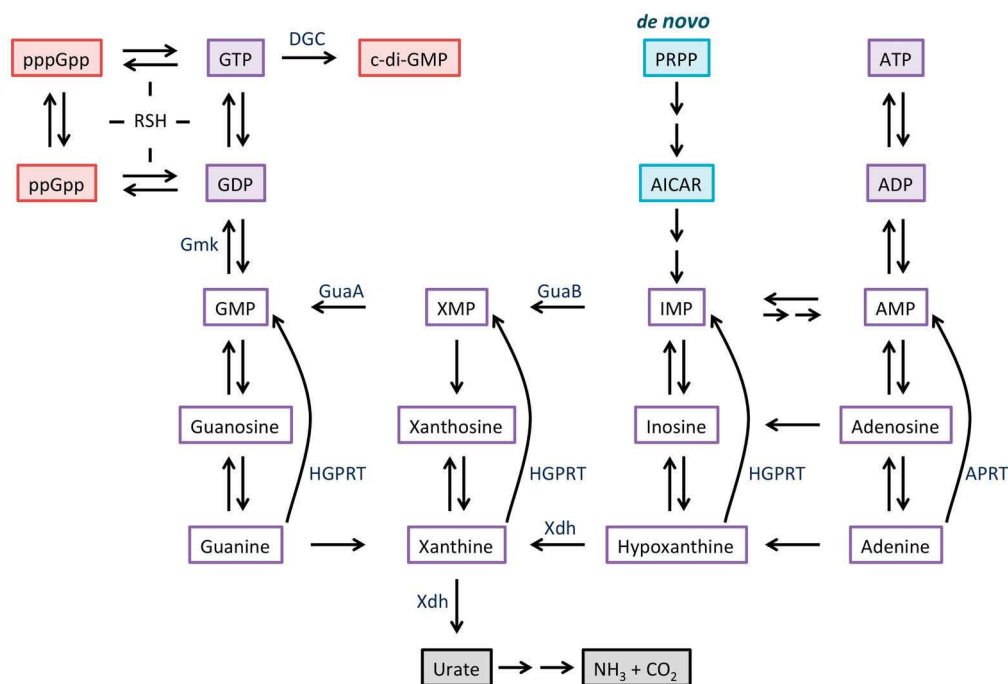 de novo
DGC
pppGpp
GTP
c-di-GMP
PRPP
ATP
RSH
ppGpp
GDP
AICAR
ADP
Gmk
GuaA
GuaB
GMP
XMP
IMP
AMP
Guanosine
Xanthosine
Inosine
Adenosine
HGPRT
HGPRT
HGPRT
APRT
Xdh
Guanine
Xanthine
Hypoxanthine
Adenine
Xdh
Urate
NH₃ + CO₂